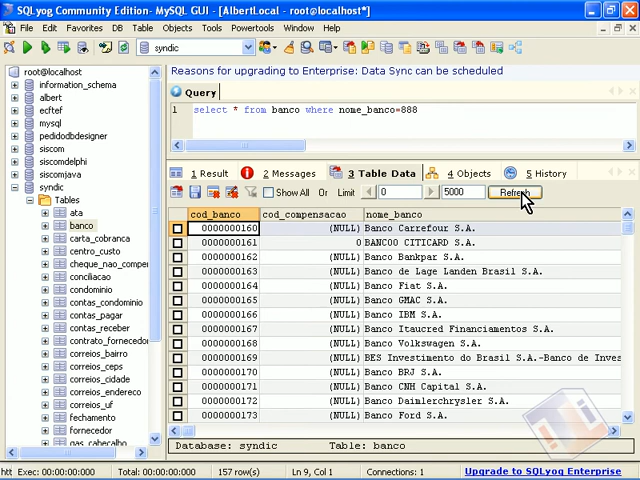 SQLyog Community Edition- MySQL GUI - [AlbertLocal - root@localhost*]
File Edit Favorites DB Table Objects Tools Powertools Window Help
syndic
root@localhost
information_schema
albert
ecftef
mysql
pedidodbdesigner
siscom
siscomdelphi
siscomjava
syndic
Tables
ata
banco
carta_cobranca
centro_custo
cheque_nao_compe
conciliacao
condominio
contas_condominio
contas_pagar
contas_receber
contrato_fornecedo
correios_bairro
correios_ceps
correios_cidade
correios_endereco
correios_uf
fechamento
fornecedor
gas_cabecalho
Reasons for upgrading to Enterprise: Data Sync can be scheduled
Query
1 select * from banco where nome_banco=888
1 Result 2 Messages 3 Table Data 4 Objects 5 History
Show All Or Limit 0 5000 Refresh
cod_banco cod_compensacao nome_banco
0000000160 (NULL) Banco Carrefour S.A.
0000000161 0 BANCOO CITICARD S.A.
0000000162 (NULL) Banco Bankpar S.A.
0000000163 (NULL) Banco de Lage Landen Brasil S.A.
0000000164 (NULL) Banco Fiat S.A.
0000000165 (NULL) Banco GMAC S.A.
0000000166 (NULL) Banco IBM S.A.
0000000167 (NULL) Banco Itaucred Financiamentos S.A.
0000000168 (NULL) Banco Volkswagen S.A.
0000000169 (NULL) BES Investimento do Brasil S.A.-Banco de Inves
0000000170 (NULL) Banco BRJ S.A.
0000000171 (NULL) Banco CNH Capital S.A.
0000000172 (NULL) Banco Daimlerchrysler S.A.
0000000173 (NULL) Banco Ford S.A.
Database: syndic Table: banco
htt Exec: 00:00:00:000 Total: 00:00:00:000 157 row(s) Ln 9, Col 1 Connections: 1 Upgrade to SQLyog Enterprise